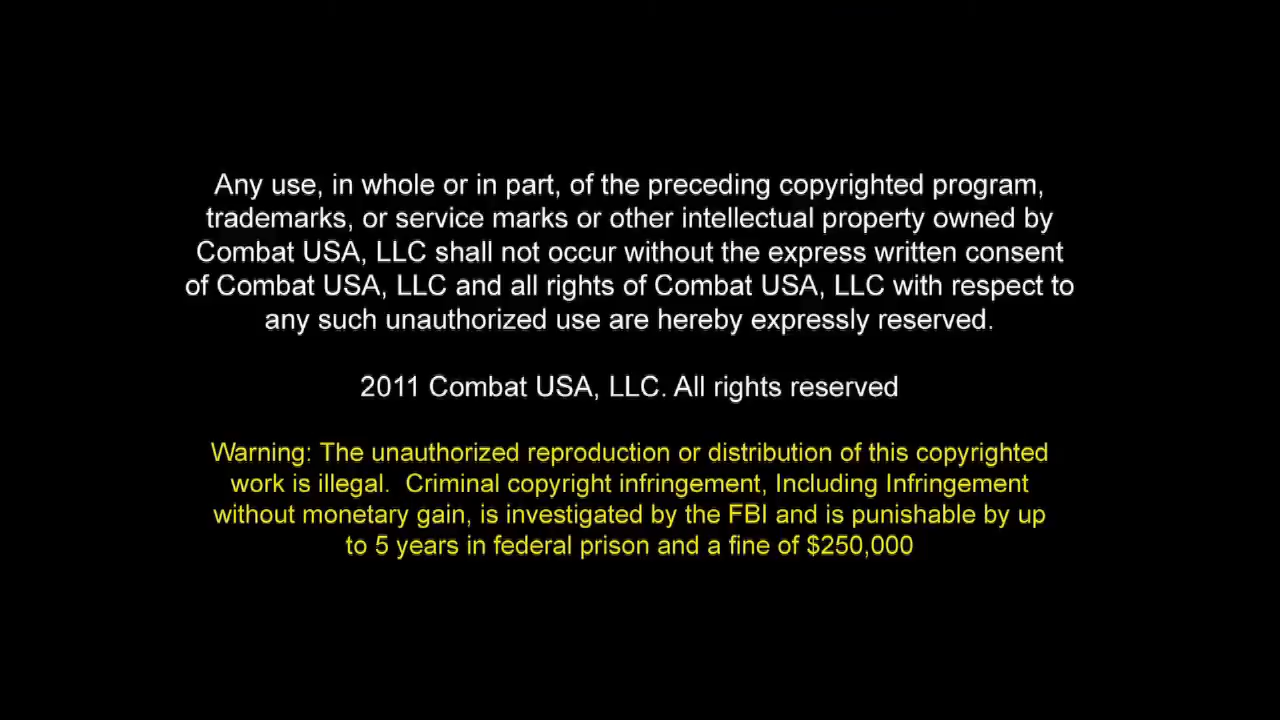 Any use, in whole or in part, of the preceding copyrighted program,
trademarks, or service marks or other intellectual property owned by
Combat USA, LLC shall not occur without the express written consent
of Combat USA, LLC and all rights of Combat USA, LLC with respect to
any such unauthorized use are hereby expressly reserved.
2011 Combat USA, LLC. All rights reserved
Warning: The unauthorized reproduction or distribution of this copyrighted
work is illegal.  Criminal copyright infringement, Including Infringement
without monetary gain, is investigated by the FBI and is punishable by up
to 5 years in federal prison and a fine of $250,000